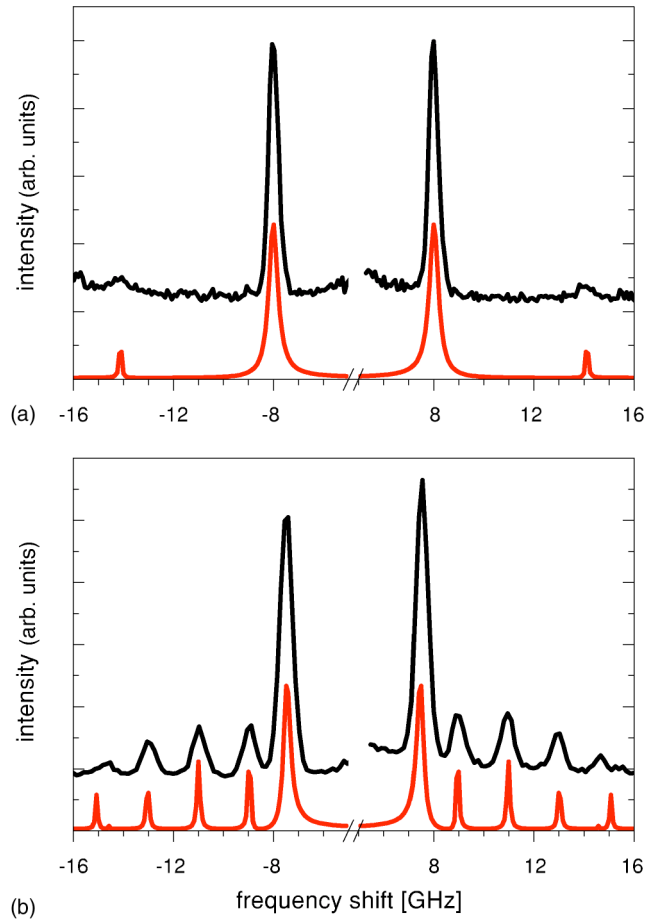 intensity (arb. units)
(a)
-16 -12 -8 8 12 16
intensity (arb. units)
-16 -12 -8 8 12 16
(b)
frequency shift [GHz]